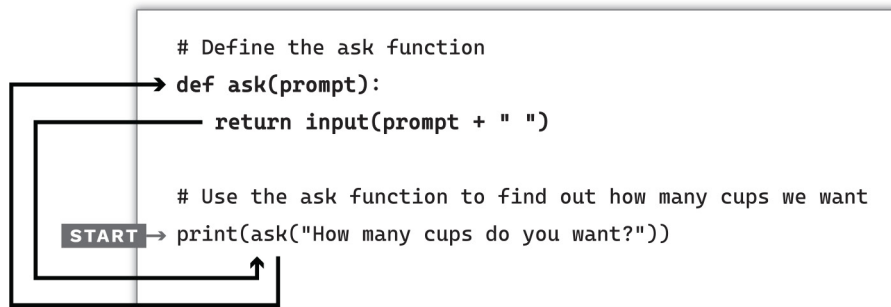 # Define the ask function
def ask(prompt):
return input(prompt + " ")
# Use the ask function to find out how many cups we want
START print(ask("How many cups do you want?"))